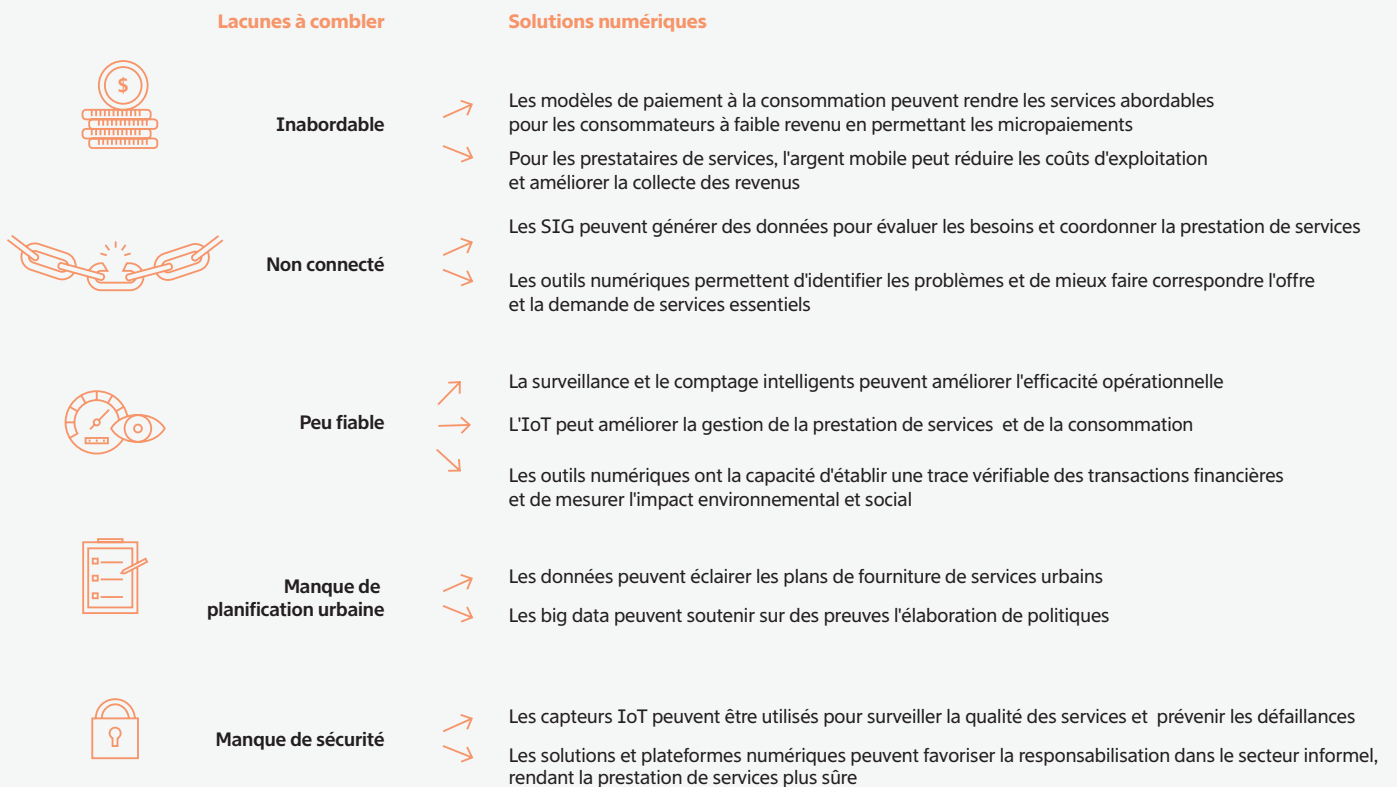 Lacunes à combler
Solutions numériques
$
Inabordable
Les modèles de paiement à la consommation peuvent rendre les services abordables
pour les consommateurs à faible revenu en permettant les micropaiements
Pour les prestataires de services, l'argent mobile peut réduire les coûts d'exploitation
et améliorer la collecte des revenus
Non connecté
Les SIG peuvent générer des données pour évaluer les besoins et coordonner la prestation de services
Les outils numériques permettent d'identifier les problèmes et de mieux faire correspondre l'offre
et la demande de services essentiels
Peu fiable
La surveillance et le comptage intelligents peuvent améliorer l'efficacité opérationnelle
L'IoT peut améliorer la gestion de la prestation de services et de la consommation
Les outils numériques ont la capacité d'établir une trace vérifiable des transactions financières
et de mesurer l'impact environnemental et social
Manque de
planification urbaine
Les données peuvent éclairer les plans de fourniture de services urbains
Les big data peuvent soutenir sur des preuves l'élaboration de politiques
Manque de sécurité
Les capteurs IoT peuvent être utilisés pour surveiller la qualité des services et prévenir les défaillances
Les solutions et plateformes numériques peuvent favoriser la responsabilisation dans le secteur informel,
rendant la prestation de services plus sûre